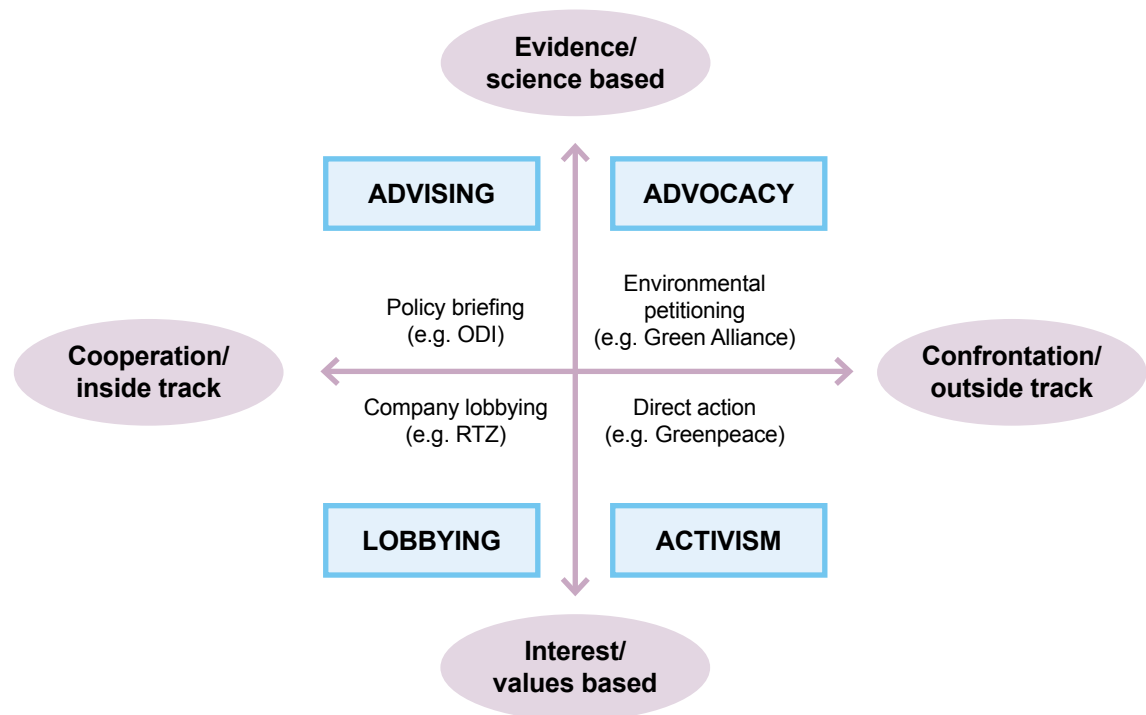 Evidence/
science based
ADVISING
ADVOCACY
Policy briefing
(e.g. ODI)
Environmental
petitioning
(e.g. Green Alliance)
Cooperation/
inside track
Confrontation/
outside track
Company lobbying
(e.g. RTZ)
Direct action
(e.g. Greenpeace)
LOBBYING
ACTIVISM
Interest/
values based